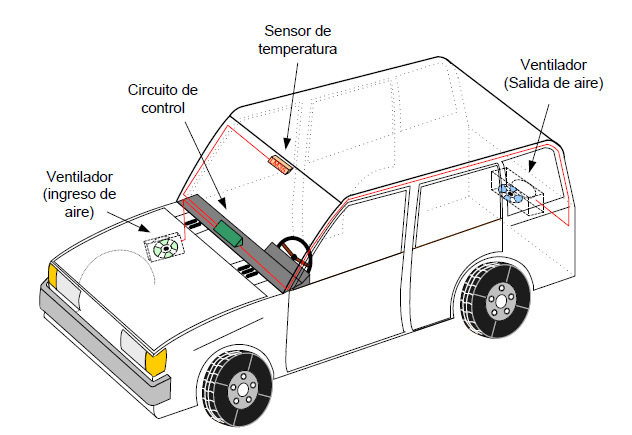 Sensor de
temperatura
Ventilador
(Salida de aire)
Circuito de
control
Ventilador
(ingreso de
aire)